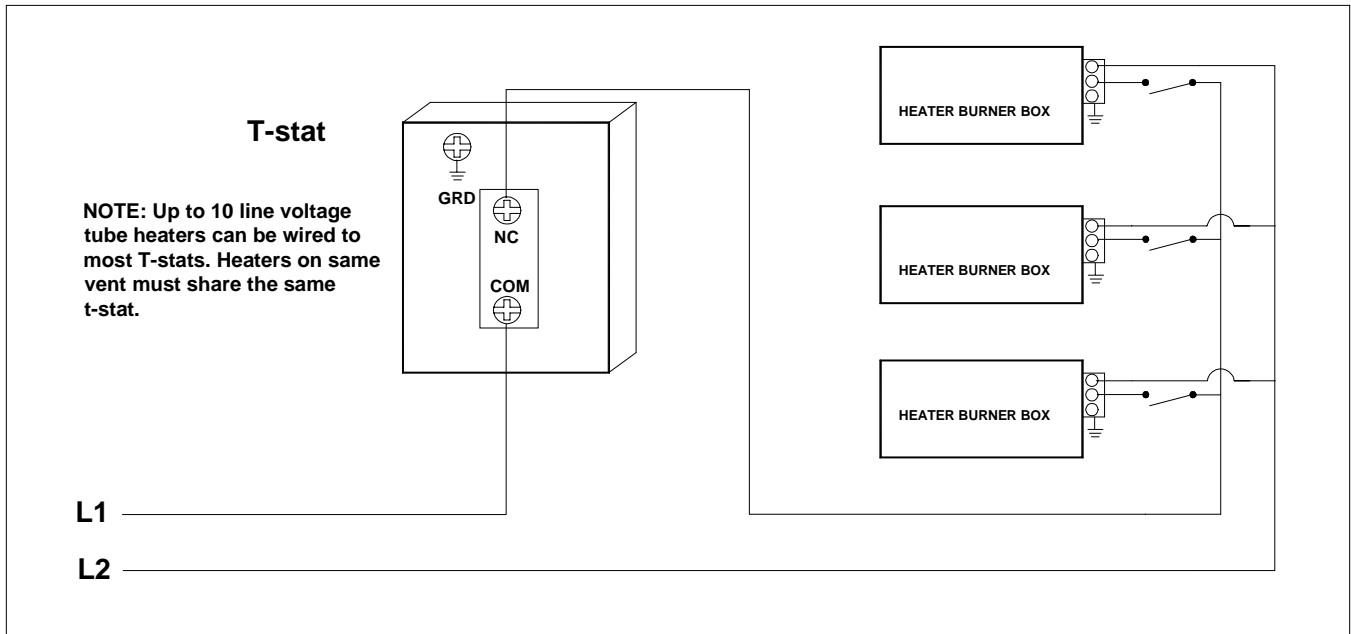 T-stat
NOTE: Up to 10 line voltage
tube heaters can be wired to
most T-stats. Heaters on same
vent must share the same
t-stat.
GRD
NC
COM
HEATER BURNER BOX
HEATER BURNER BOX
HEATER BURNER BOX
L1
L2